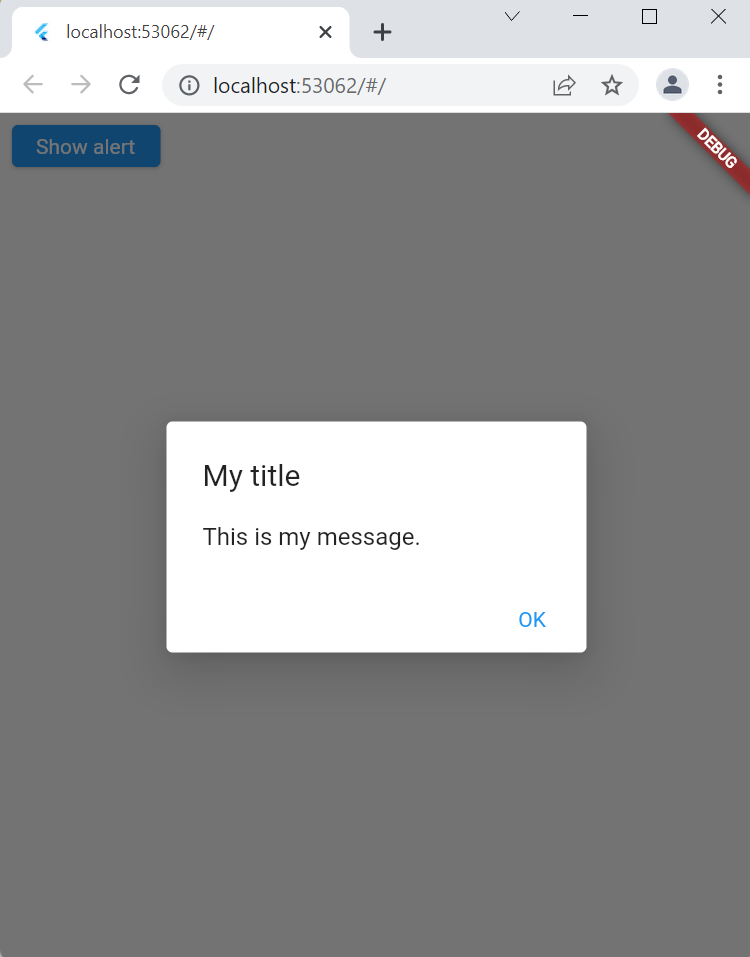 localhost:53062/#/
localhost:53062/#/
Show alert
DEBUG
My title
This is my message.
OK